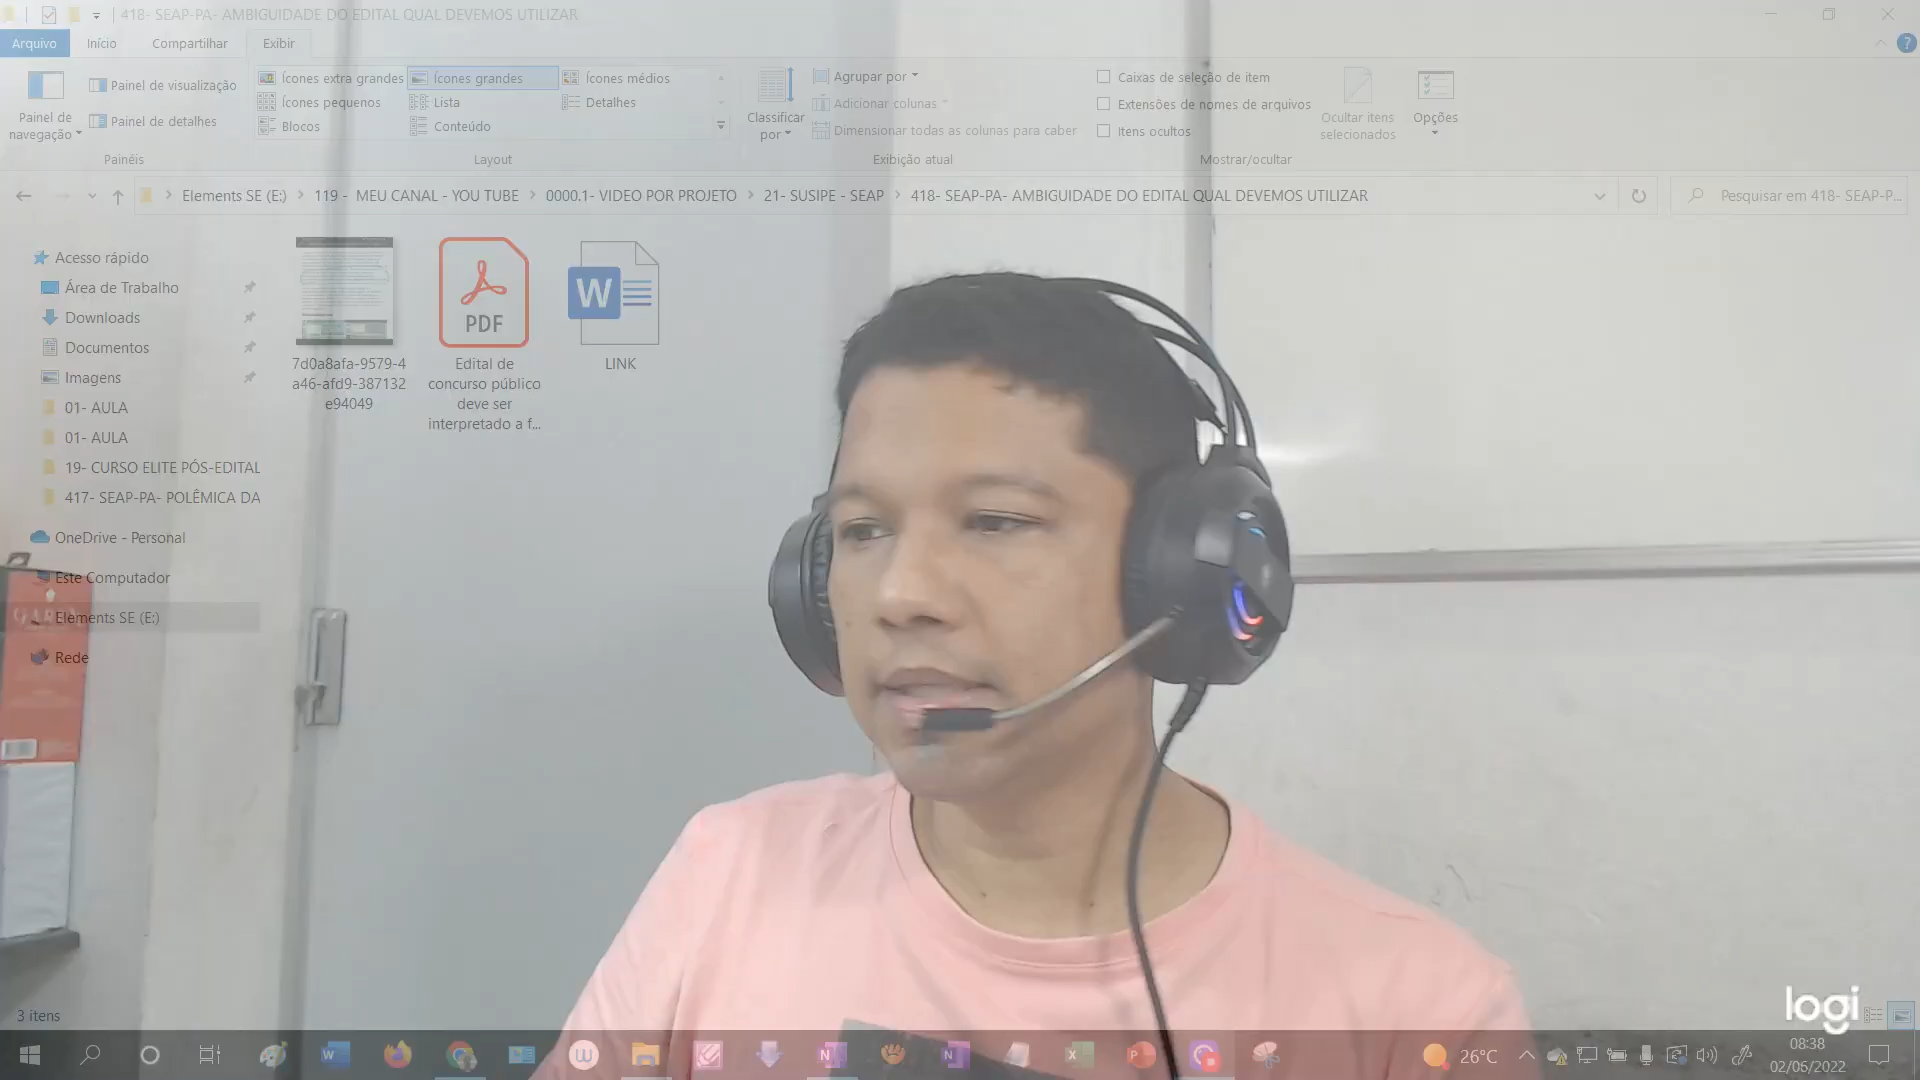 418- SEAP-PA- AMBIGUIDADE DO EDITAL QUAL DEVEMOS UTILIZAR
Arquivo
Início
Compartilhar
Exibir
Painel de navegação
Painel de visualização
Painel de detalhes
Painéis
Ícones extra grandes
Ícones grandes
Ícones médios
Ícones pequenos
Lista
Detalhes
Blocos
Conteúdo
Layout
Classificar por
Agrupar por
Adicionar colunas
Dimensionar todas as colunas para caber
Exibição atual
Caixas de seleção de item
Extensões de nomes de arquivos
Itens ocultos
Ocultar itens selecionados
Mostrar/ocultar
Opções
Elements SE (E:) > 119 - MEU CANAL - YOU TUBE > 0000.1- VIDEO POR PROJETO > 21- SUSIPE - SEAP > 418- SEAP-PA- AMBIGUIDADE DO EDITAL QUAL DEVEMOS UTILIZAR
Pesquisar em 418- SEAP-P...
Acesso rápido
Área de Trabalho
Downloads
Documentos
Imagens
01- AULA
01- AULA
19- CURSO ELITE PÓS-EDITAL
417- SEAP-PA- POLÊMICA DA
OneDrive - Personal
Este Computador
Elements SE (E:)
Rede
7d0a8afa-9579-4
a46-afd9-387132
e94049
PDF
Edital de
concurso público
deve ser
interpretado a f...
W
LINK
3 itens
logi
26°C
08:38
02/06/2022